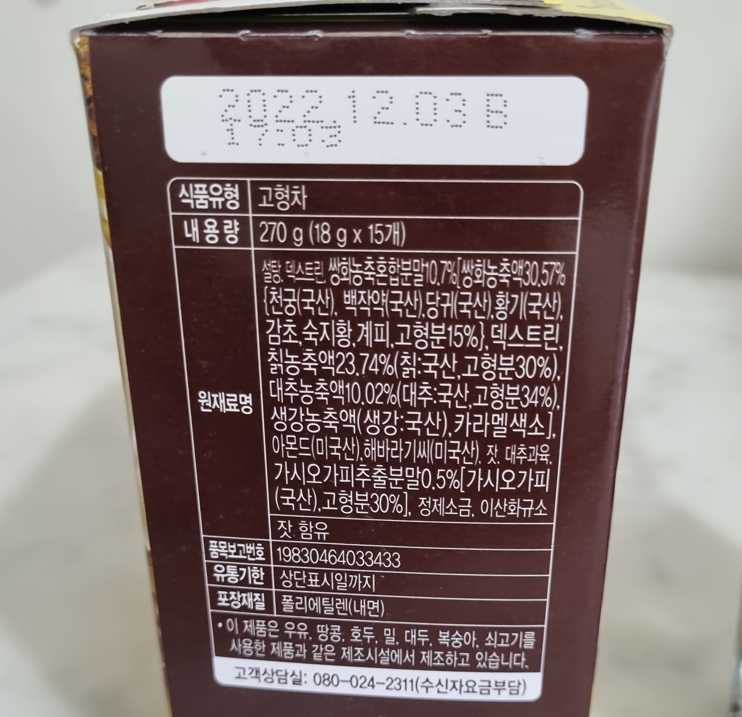 2022.12.03 B
17:03
식품유형 고형차
내 용 량 270 g (18 g x 15개)
원재료명 설탕, 덱스트린, 쌍화농축혼합분말10.7%[쌍화농축액30.57%
{천궁(국산), 백작약(국산),당귀(국산),황기(국산),
감초,숙지황,계피,고형분15%},덱스트린,
칡농축액23.74%(칡:국산,고형분30%),
대추농축액10.02%(대추:국산,고형분34%),
생강농축액(생강:국산),카라멜색소],
아몬드(미국산),해바라기씨(미국산), 잣, 대추과육,
가시오가피추출분말0.5%[가시오가피
(국산),고형분30%], 정제소금, 이산화규소
잣 함유
품목보고번호 19830464033433
유통기한 상단표시일까지
포장재질 폴리에틸렌(내면)
• 이 제품은 우유, 땅콩, 호두, 밀, 대두, 복숭아, 쇠고기를
사용한 제품과 같은 제조시설에서 제조하고 있습니다.
고객상담실: 080-024-2311(수신자요금부담)